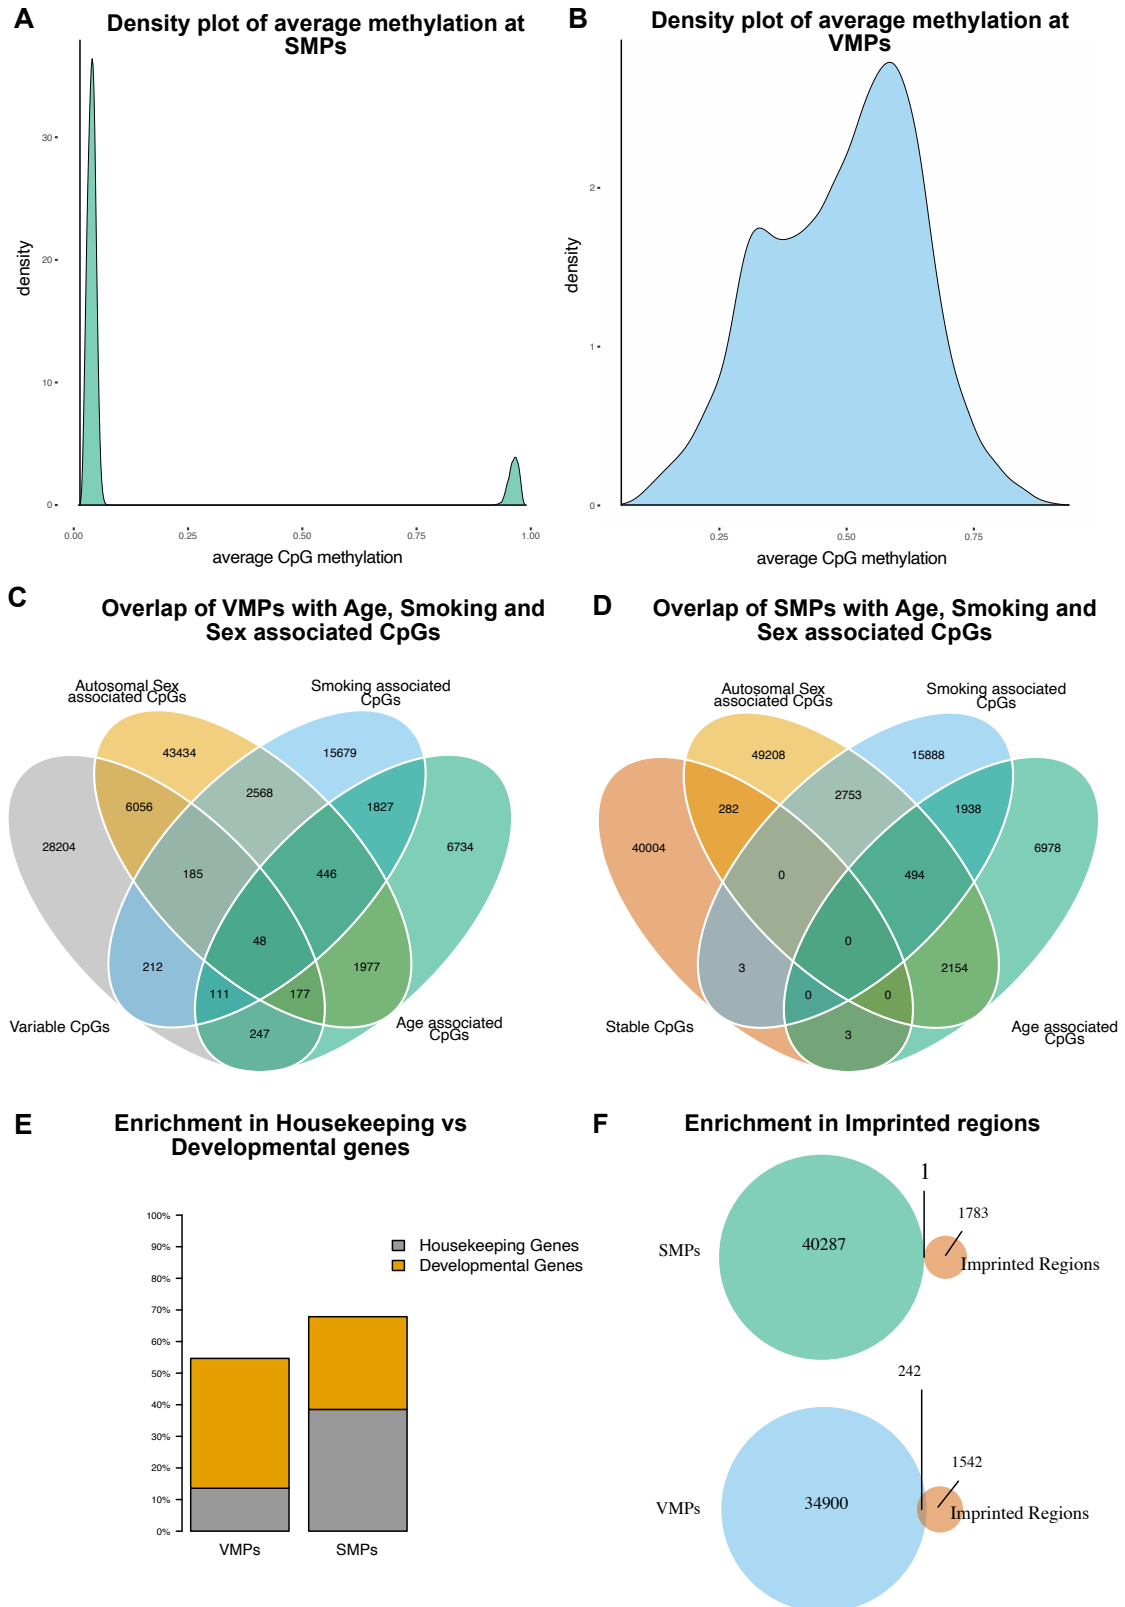 A
Density plot of average methylation at
SMPs
30
20
10
0
density
0.00
0.25
0.50
0.75
1.00
average CpG methylation
B
Density plot of average methylation at
VMPs
2
1
0
density
0.25
0.50
0.75
average CpG methylation
C
Overlap of VMPs with Age, Smoking and
Sex associated CpGs
Autosomal Sex
associated CpGs
Smoking associated
CpGs
43434
15679
2568
6056
1827
28204
6734
185
446
48
212
1977
111
177
247
Variable CpGs
Age associated
CpGs
D
Overlap of SMPs with Age, Smoking and
Sex associated CpGs
Autosomal Sex
associated CpGs
Smoking associated
CpGs
49208
15888
2753
282
1938
40004
6978
0
494
0
3
2154
0
0
3
Stable CpGs
Age associated
CpGs
E
Enrichment in Housekeeping vs
Developmental genes
100%
90%
80%
70%
60%
50%
40%
30%
20%
10%
0%
Housekeeping Genes
Developmental Genes
VMPs
SMPs
F
Enrichment in Imprinted regions
1
1783
SMPs
40287
Imprinted Regions
242
1542
VMPs
34900
Imprinted Regions